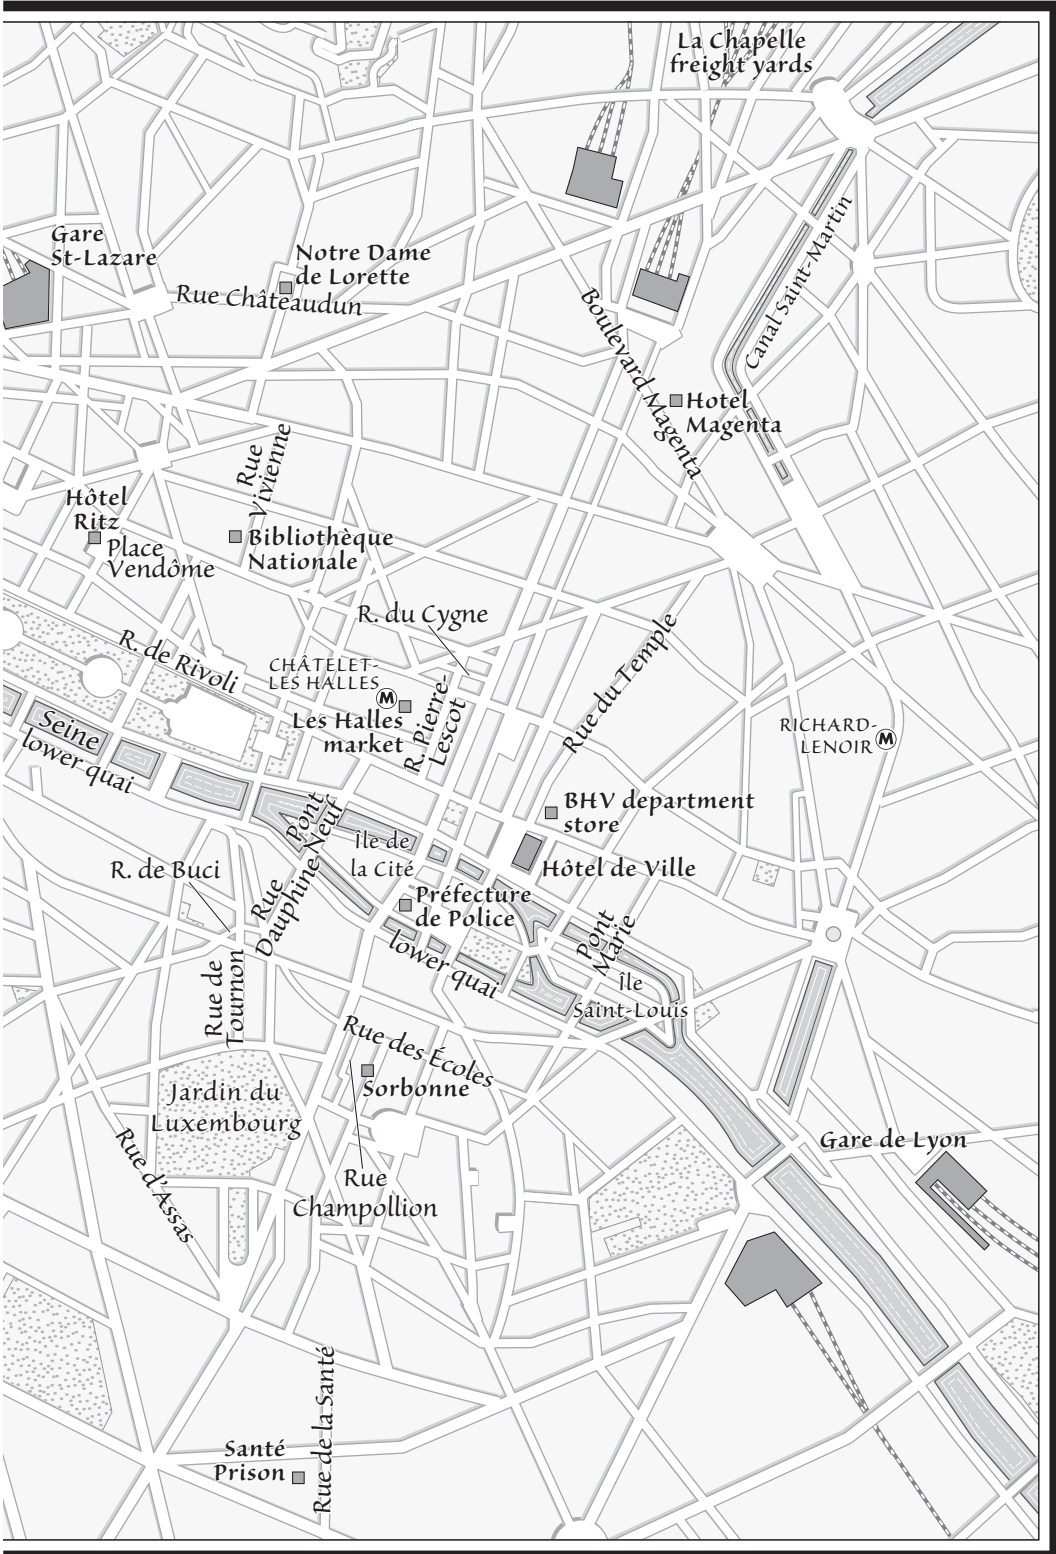 La Chapelle
freight yards
Gare
St-Lazare
Notre Dame
de Lorette
Rue Châteaudun
Canal Saint-Martin
Boulevard Magenta
Hotel
Magenta
Rue
Vivienne
Hôtel
Ritz
Place
Vendôme
Bibliothèque
Nationale
R. du Cygne
R. de Rivoli
CHÂTELET-
LES HALLES
M
Les Halles
market
R. Pierre-
Lescot
Rue du Temple
RICHARD-
LENOIR
M
Seine
lower quai
Pont
Neuf
BHV department
store
Île de
la Cité
Hôtel de Ville
R. de Buci
Rue
Dauphine
Préfecture
de Police
lower quai
Pont
Marie
Île
Saint-Louis
Rue de
Tournon
Rue des Écoles
Sorbonne
Jardin du
Luxembourg
Gare de Lyon
Rue d'Assas
Rue
Champollion
Santé
Prison
Rue de la Santé